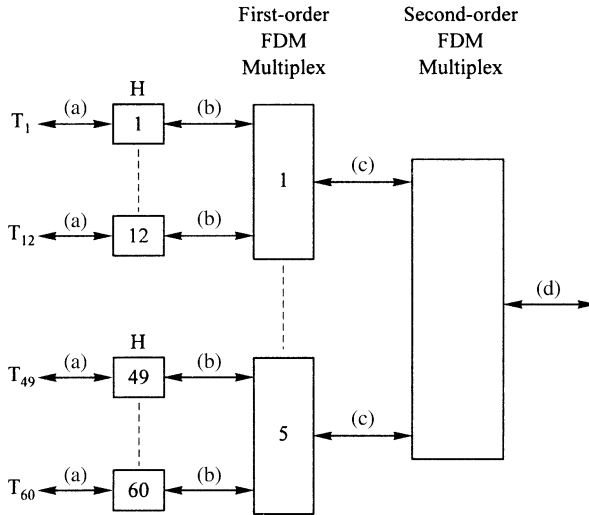 First-order
FDM
Multiplex
Second-order
FDM
Multiplex
H
T1 (a) 1 (b)
1
(c)
T12 (a) 12 (b)
(d)
H
T49 (a) 49 (b)
5
(c)
T60 (a) 60 (b)